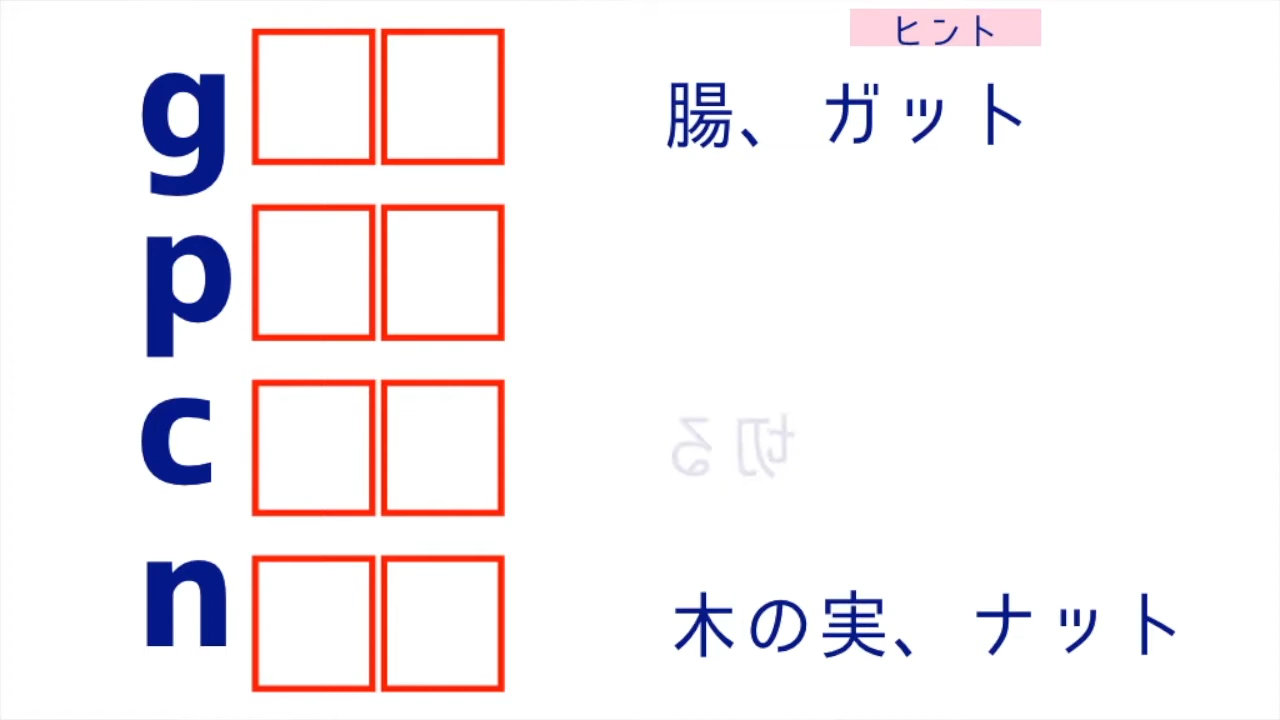 ヒント
g 腸、ガット
p
c 切る
n 木の実、ナット